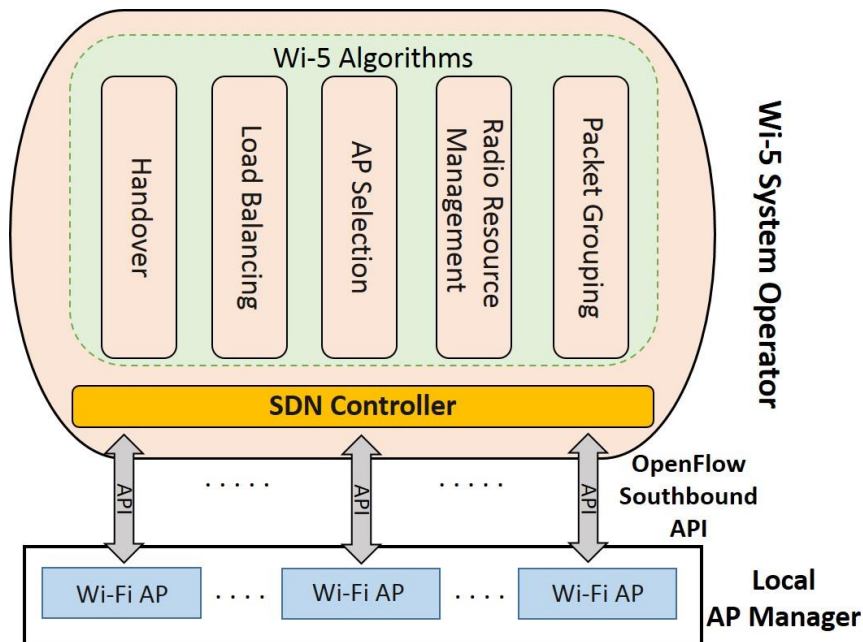 Wi-5 Algorithms
Handover
Load Balancing
AP Selection
Radio Resource
Management
Packet Grouping
Wi-5 System Operator
SDN Controller
API
. . . . .
API
. . . . .
API
OpenFlow
Southbound
API
Wi-Fi AP
. . . .
Wi-Fi AP
. . . .
Wi-Fi AP
Local
AP Manager